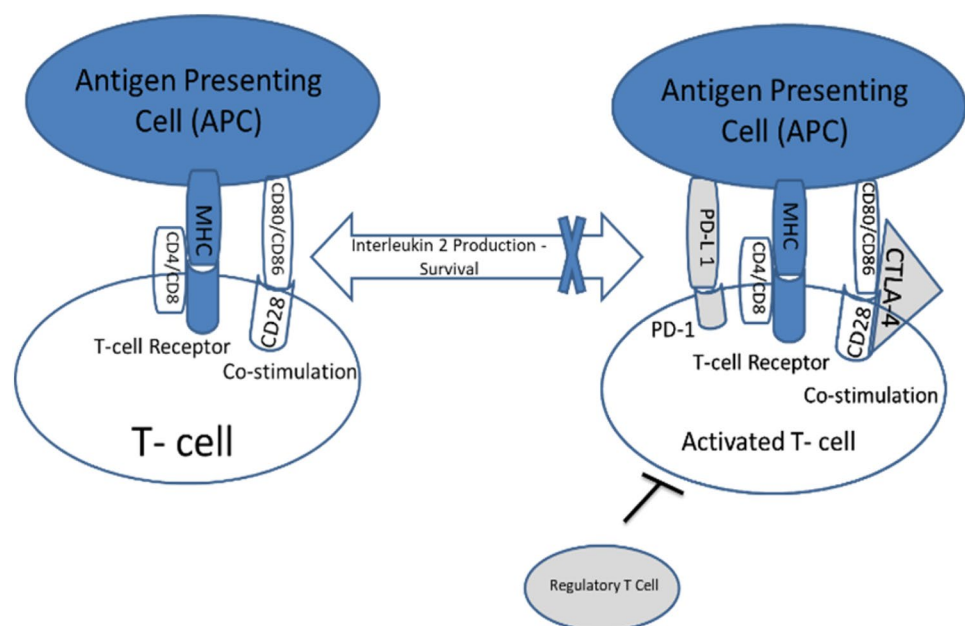 Antigen Presenting
Cell (APC)
MHC
CD80/CD86
CD4/CD8
CD28
T-cell Receptor
Co-stimulation
T- cell
Interleukin 2 Production -
Survival
Antigen Presenting
Cell (APC)
PD-L 1
MHC
CD80/CD86
CD4/CD8
CTLA-4
PD-1
CD28
T-cell Receptor
Co-stimulation
Activated T- cell
Regulatory T Cell